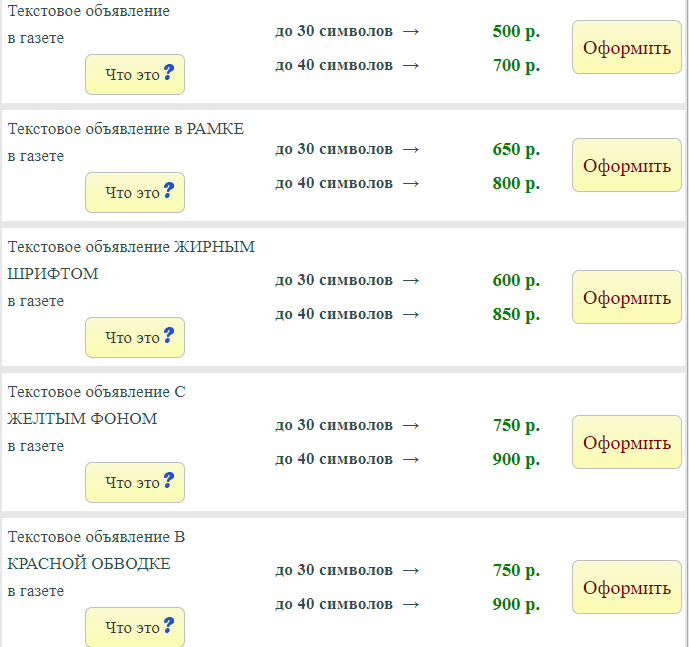 Текстовое объявление
в газете
Что это ?
до 30 символов → 500 р.
до 40 символов → 700 р.
Оформить
Текстовое объявление в РАМКЕ
в газете
Что это ?
до 30 символов → 650 р.
до 40 символов → 800 р.
Оформить
Текстовое объявление ЖИРНЫМ
ШРИФТОМ
в газете
Что это ?
до 30 символов → 600 р.
до 40 символов → 850 р.
Оформить
Текстовое объявление С
ЖЕЛТЫМ ФОНОМ
в газете
Что это ?
до 30 символов → 750 р.
до 40 символов → 900 р.
Оформить
Текстовое объявление В
КРАСНОЙ ОБВОДКЕ
в газете
Что это ?
до 30 символов → 750 р.
до 40 символов → 900 р.
Оформить